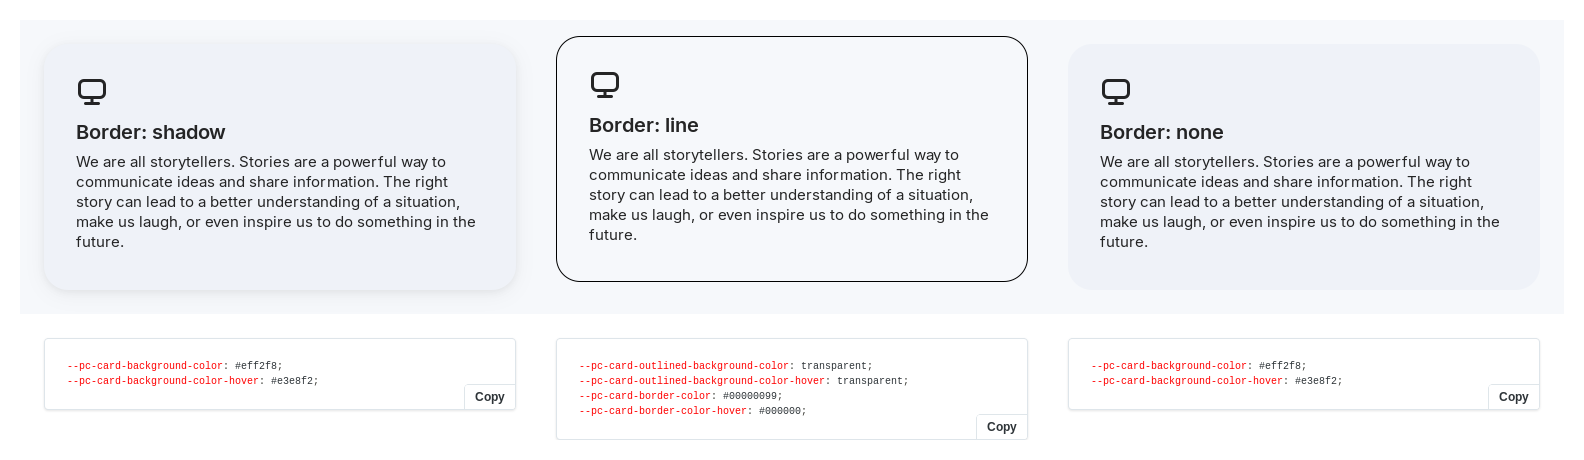 Border: shadow
We are all storytellers. Stories are a powerful way to
communicate ideas and share information. The right
story can lead to a better understanding of a situation,
make us laugh, or even inspire us to do something in the
future.
Border: line
We are all storytellers. Stories are a powerful way to
communicate ideas and share information. The right
story can lead to a better understanding of a situation,
make us laugh, or even inspire us to do something in the
future.
Border: none
We are all storytellers. Stories are a powerful way to
communicate ideas and share information. The right
story can lead to a better understanding of a situation,
make us laugh, or even inspire us to do something in the
future.
--pc-card-background-color: #eff2f8;
--pc-card-background-color-hover: #e3e8f2;
Copy
--pc-card-outlined-background-color: transparent;
--pc-card-outlined-background-color-hover: transparent;
--pc-card-border-color: #00000099;
--pc-card-border-color-hover: #000000;
Copy
--pc-card-background-color: #eff2f8;
--pc-card-background-color-hover: #e3e8f2;
Copy